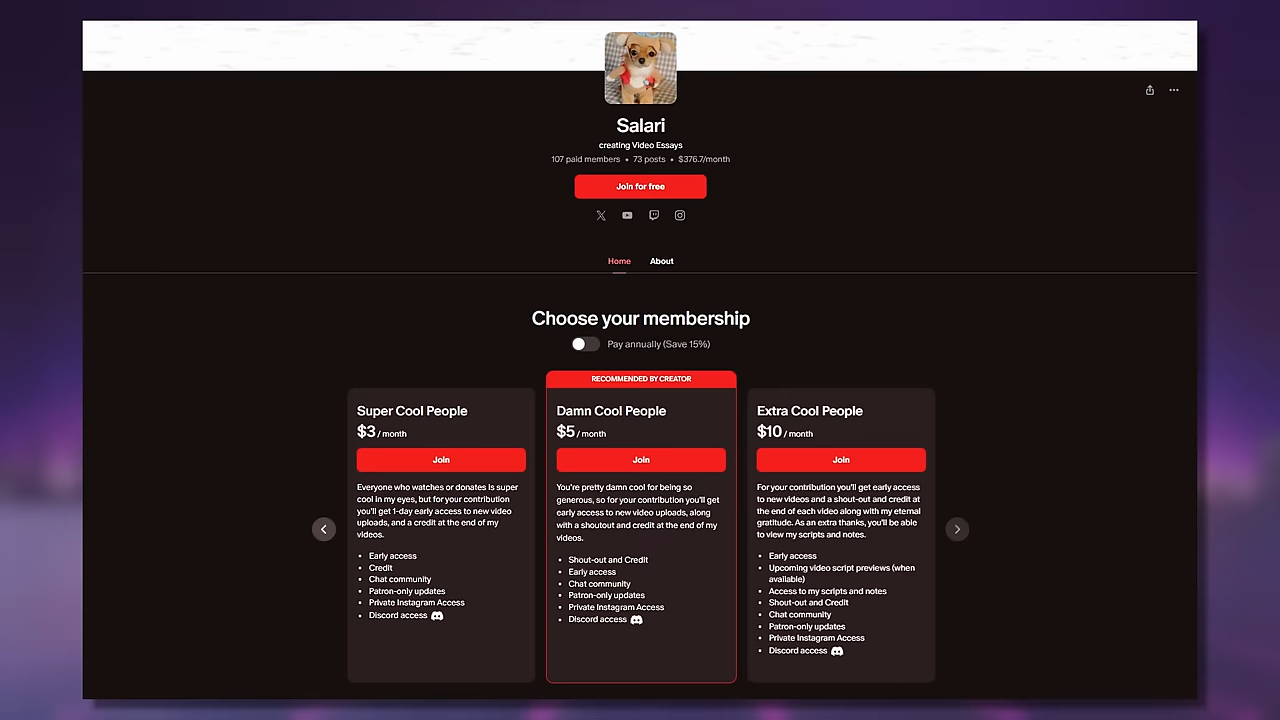 Salari
creating Video Essays
107 paid members • 73 posts • $376.7/month
Join for free
Home About
Choose your membership
Pay annually (Save 15%)
RECOMMENDED BY CREATOR
Super Cool People
$3 / month
Join
Everyone who watches or donates is super
cool in my eyes, but for your contribution
you'll get 1-day early access to new video
uploads, and a credit at the end of my
videos.
• Early access
• Credit
• Chat community
• Patron-only updates
• Private Instagram Access
• Discord access
Damn Cool People
$5 / month
Join
You're pretty damn cool for being so
generous, so for your contribution you'll get
early access to new video uploads, along
with a shoutout and credit at the end of my
videos.
• Shout-out and Credit
• Early access
• Chat community
• Patron-only updates
• Private Instagram Access
• Discord access
Extra Cool People
$10 / month
Join
For your contribution you'll get early access
to new videos and a shout-out and credit at
the end of each video along with my eternal
gratitude. As an extra thanks, you'll be able
to view my scripts and notes.
• Early access
• Upcoming video script previews (when
available)
• Access to my scripts and notes
• Shout-out and Credit
• Chat community
• Patron-only updates
• Private Instagram Access
• Discord access